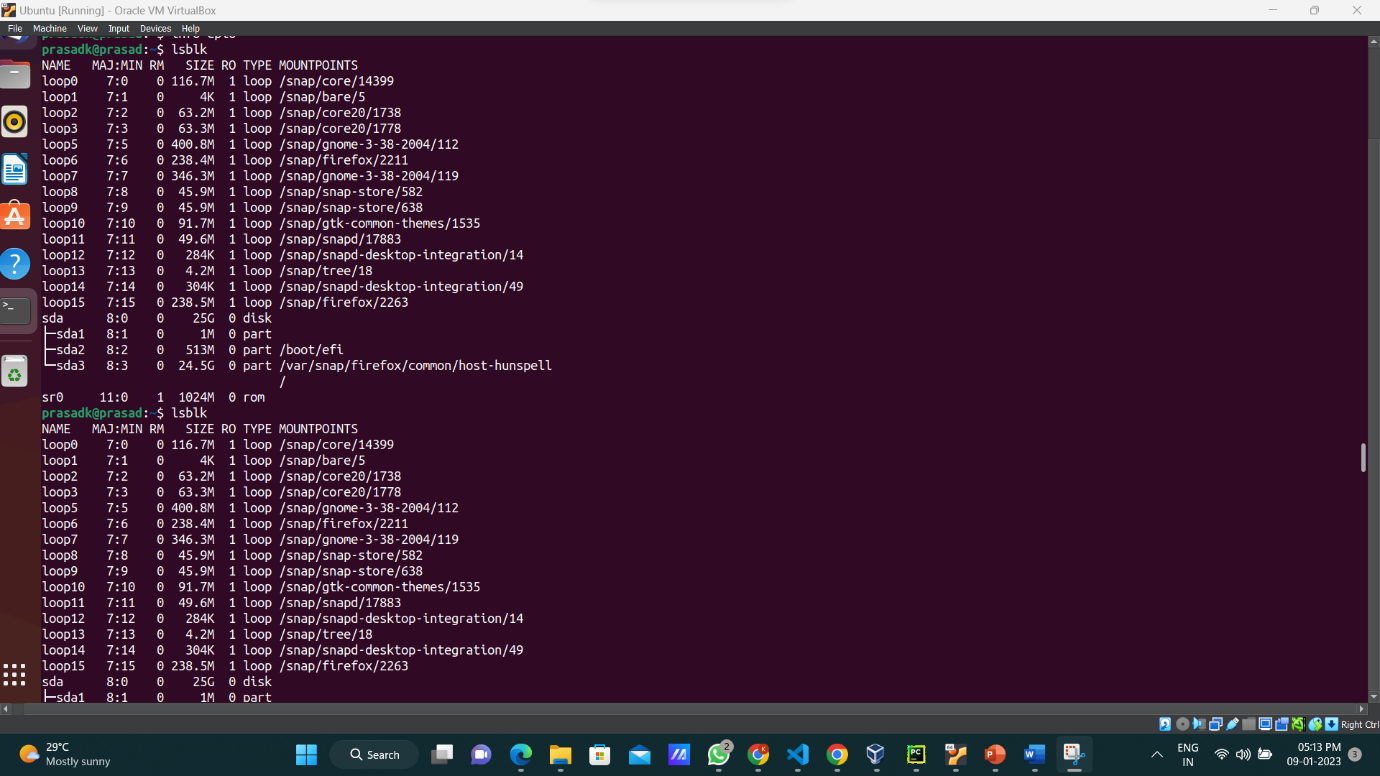 Ubuntu [Running] - Oracle VM VirtualBox
File Machine View Input Devices Help
prasadk@prasad:~$ lsblk
NAME MAJ:MIN RM SIZE RO TYPE MOUNTPOINTS
loop0 7:0 0 116.7M 1 loop /snap/core/14399
loop1 7:1 0 4K 1 loop /snap/bare/5
loop2 7:2 0 63.2M 1 loop /snap/core20/1738
loop3 7:3 0 63.3M 1 loop /snap/core20/1778
loop5 7:5 0 400.8M 1 loop /snap/gnome-3-38-2004/112
loop6 7:6 0 238.4M 1 loop /snap/firefox/2211
loop7 7:7 0 346.3M 1 loop /snap/gnome-3-38-2004/119
loop8 7:8 0 45.9M 1 loop /snap/snap-store/582
loop9 7:9 0 45.9M 1 loop /snap/snap-store/638
loop10 7:10 0 91.7M 1 loop /snap/gtk-common-themes/1535
loop11 7:11 0 49.6M 1 loop /snap/snapd/17883
loop12 7:12 0 284K 1 loop /snap/snapd-desktop-integration/14
loop13 7:13 0 4.2M 1 loop /snap/tree/18
loop14 7:14 0 304K 1 loop /snap/snapd-desktop-integration/49
loop15 7:15 0 238.5M 1 loop /snap/firefox/2263
sda 8:0 0 25G 0 disk
├─sda1 8:1 0 1M 0 part
├─sda2 8:2 0 513M 0 part /boot/efi
└─sda3 8:3 0 24.5G 0 part /var/snap/firefox/common/host-hunspell
/
sr0 11:0 1 1024M 0 rom
prasadk@prasad:~$ lsblk
NAME MAJ:MIN RM SIZE RO TYPE MOUNTPOINTS
loop0 7:0 0 116.7M 1 loop /snap/core/14399
loop1 7:1 0 4K 1 loop /snap/bare/5
loop2 7:2 0 63.2M 1 loop /snap/core20/1738
loop3 7:3 0 63.3M 1 loop /snap/core20/1778
loop5 7:5 0 400.8M 1 loop /snap/gnome-3-38-2004/112
loop6 7:6 0 238.4M 1 loop /snap/firefox/2211
loop7 7:7 0 346.3M 1 loop /snap/gnome-3-38-2004/119
loop8 7:8 0 45.9M 1 loop /snap/snap-store/582
loop9 7:9 0 45.9M 1 loop /snap/snap-store/638
loop10 7:10 0 91.7M 1 loop /snap/gtk-common-themes/1535
loop11 7:11 0 49.6M 1 loop /snap/snapd/17883
loop12 7:12 0 284K 1 loop /snap/snapd-desktop-integration/14
loop13 7:13 0 4.2M 1 loop /snap/tree/18
loop14 7:14 0 304K 1 loop /snap/snapd-desktop-integration/49
loop15 7:15 0 238.5M 1 loop /snap/firefox/2263
sda 8:0 0 25G 0 disk
├─sda1 8:1 0 1M 0 part
Right Ctrl
29°C
Mostly sunny
Search
2
PC
ENG
IN
05:13 PM
09-01-2023
3